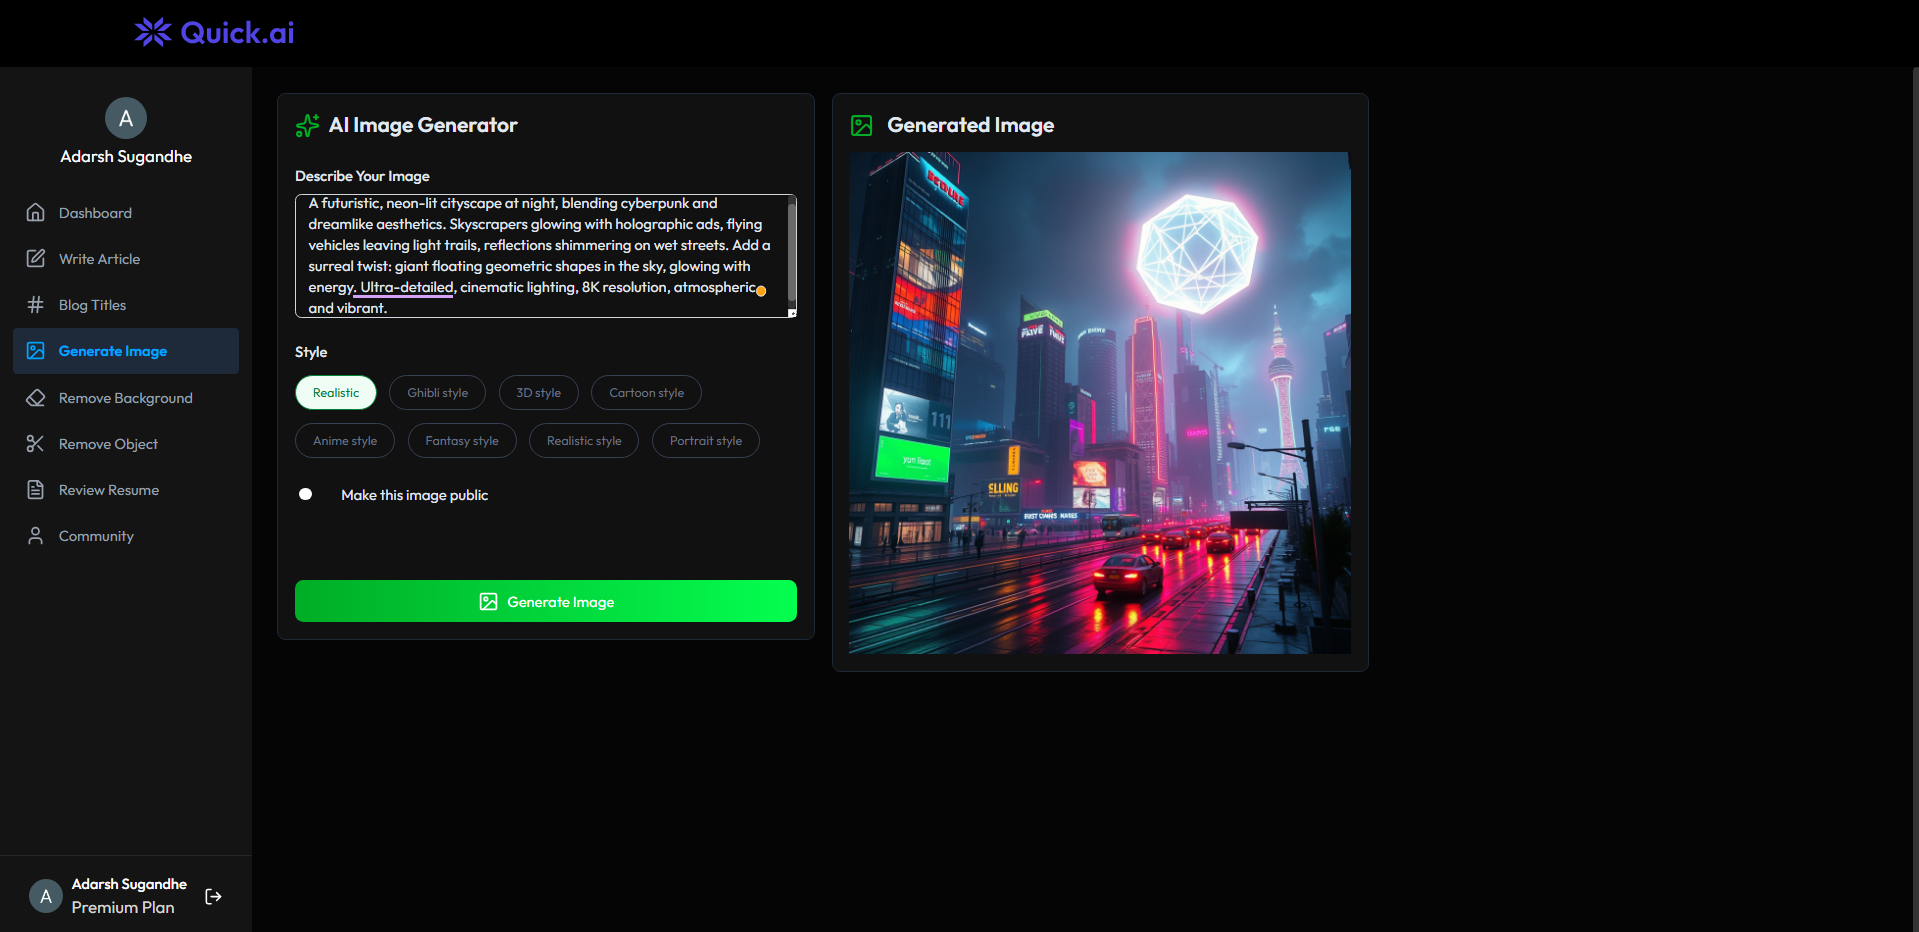 Quick.ai
A
Adarsh Sugandhe
Dashboard
Write Article
Blog Titles
Generate Image
Remove Background
Remove Object
Review Resume
Community
A
Adarsh Sugandhe
Premium Plan
AI Image Generator
Describe Your Image
A futuristic, neon-lit cityscape at night, blending cyberpunk and
dreamlike aesthetics. Skyscrapers glowing with holographic ads, flying
vehicles leaving light trails, reflections shimmering on wet streets. Add a
surreal twist: giant floating geometric shapes in the sky, glowing with
energy. Ultra-detailed, cinematic lighting, 8K resolution, atmospheric
and vibrant.
Style
Realistic
Ghibli style
3D style
Cartoon style
Anime style
Fantasy style
Realistic style
Portrait style
Make this image public
Generate Image
Generated Image
111
SLLING